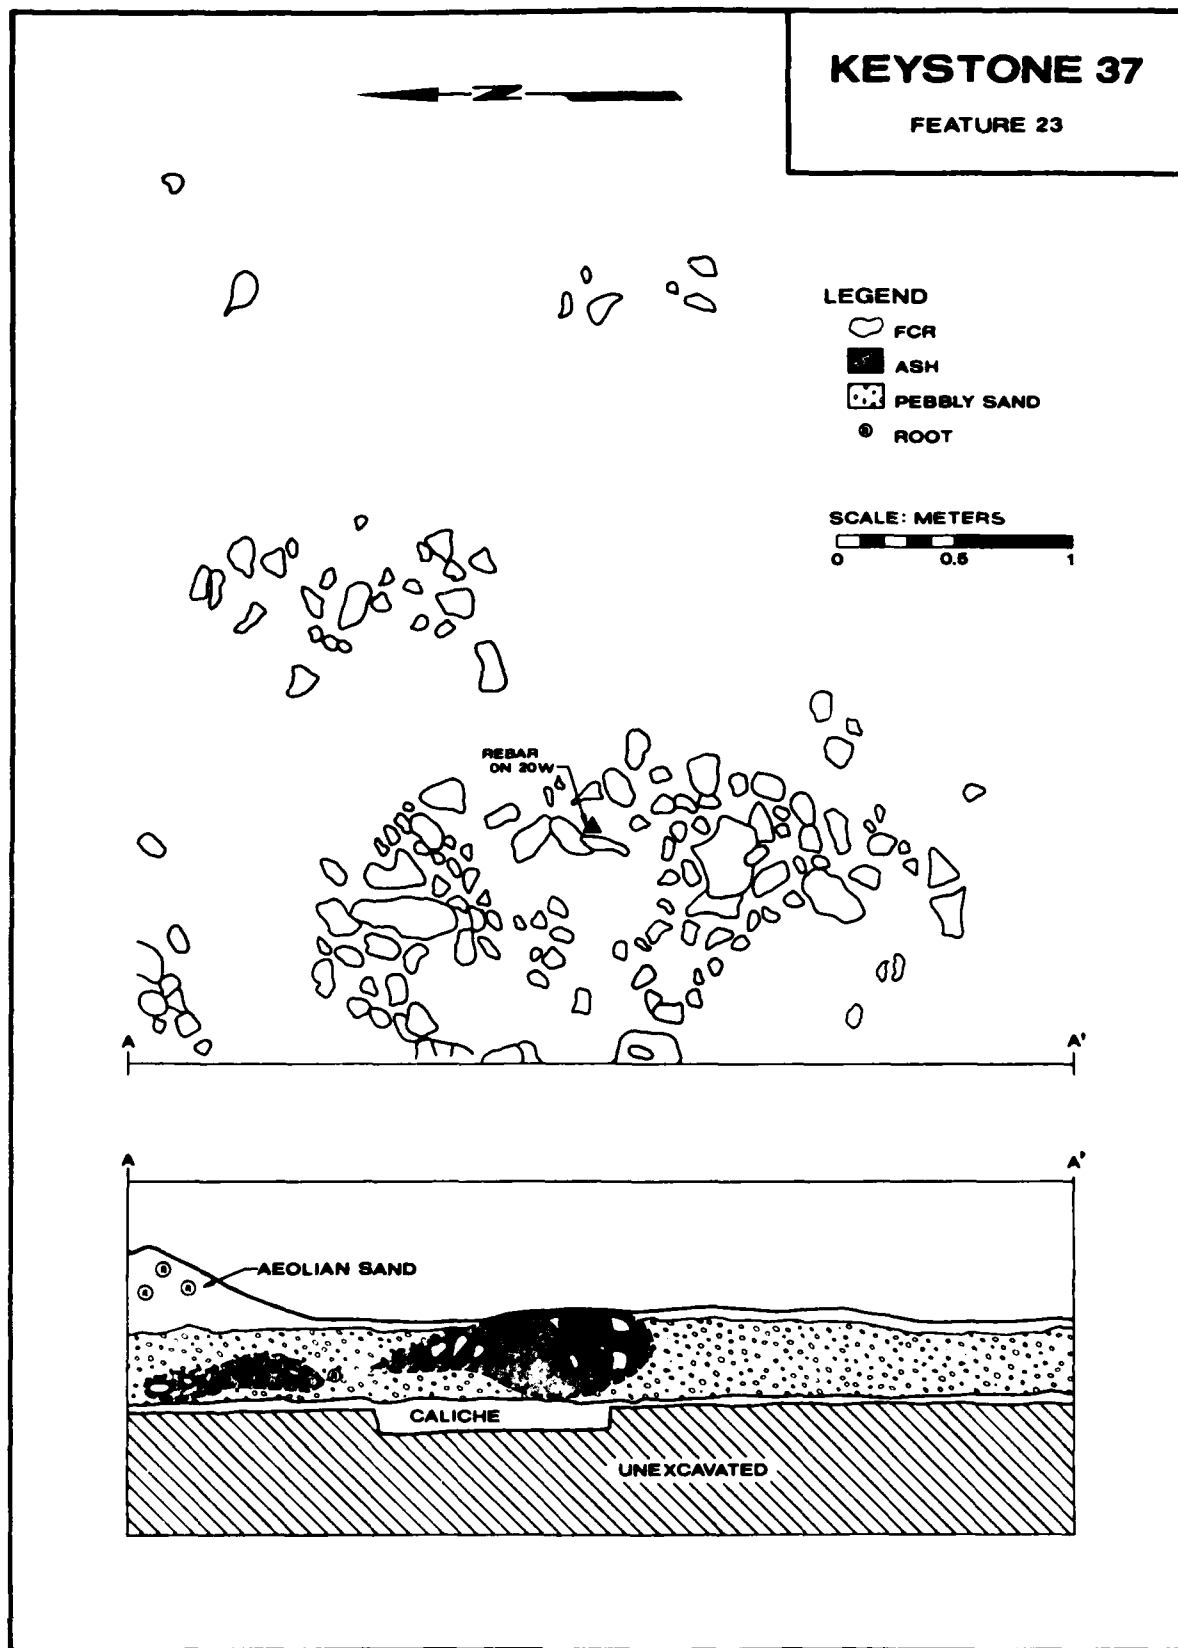 KEYSTONE 37
FEATURE 23
N
LEGEND
FCR
ASH
PEBBLY SAND
R ROOT
SCALE: METERS
0 0.5 1
REBAR
ON 20W
A A'
A A'
AEOLIAN SAND
R
R
R
CALICHE
UNEXCAVATED